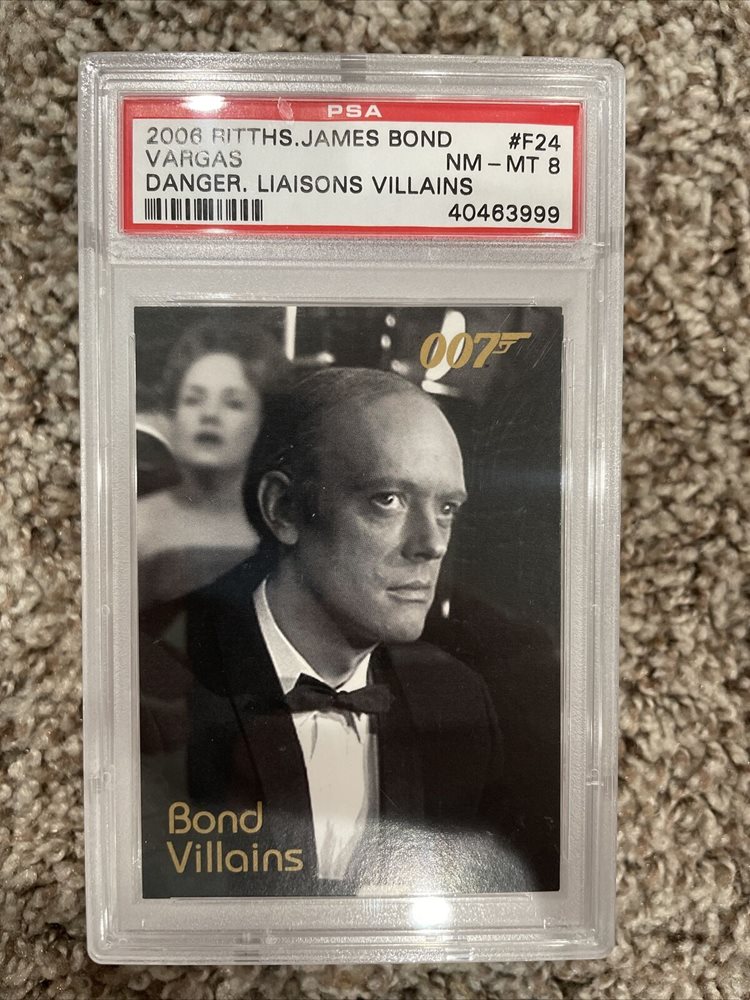 PSA
2006 RITTHS.JAMES BOND #F24
VARGAS NM - MT 8
DANGER. LIAISONS VILLAINS
40463999
007
Bond
Villains